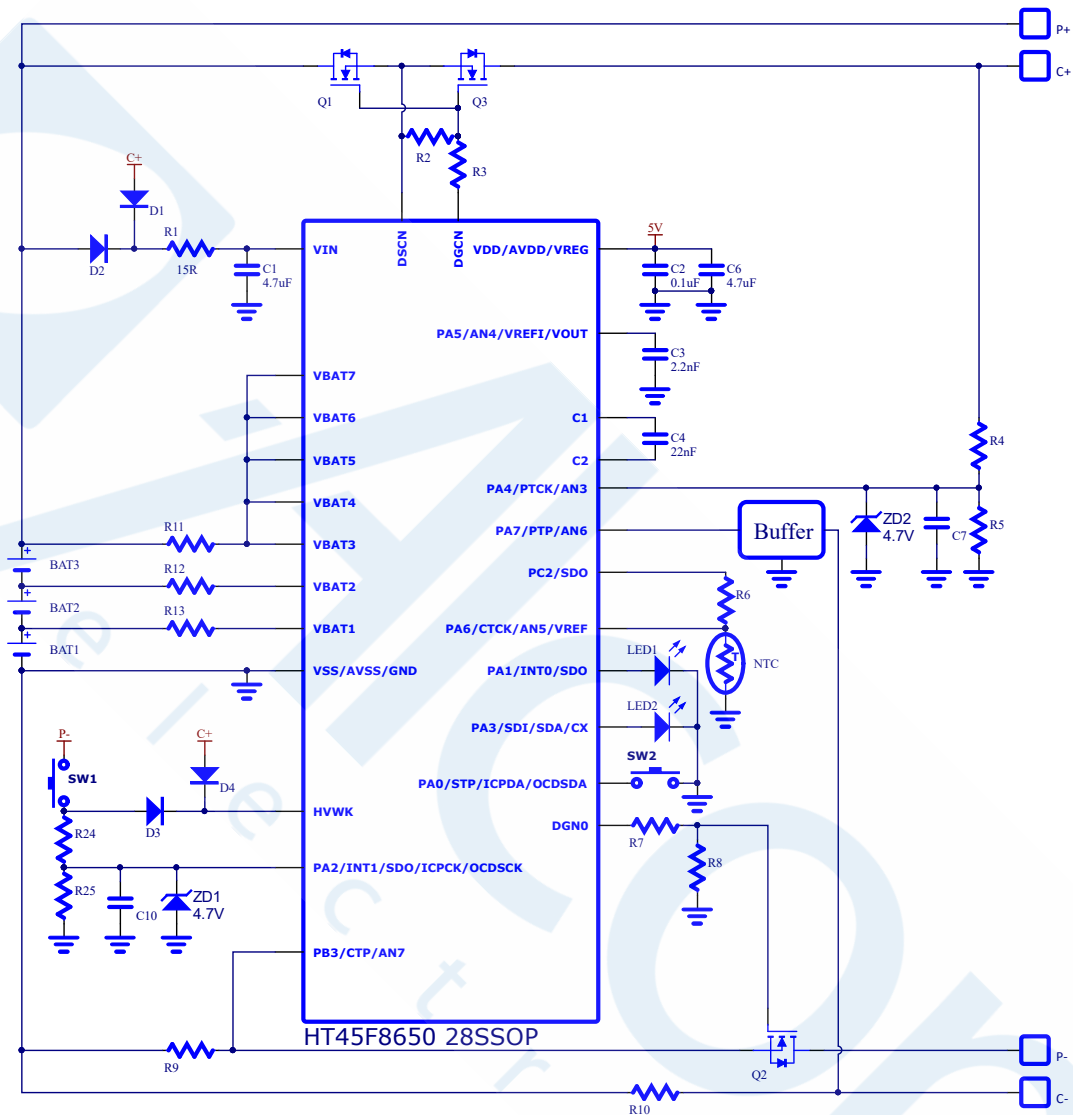 P+
C+
Q1
Q3
R2
R3
C+
D1
R1
D2
15R
C1
4.7uF
VIN
DSCN
DGCN
VDD/AVDD/VREG
5V
C2
0.1uF
C6
4.7uF
PA5/AN4/VREFI/VOUT
C3
2.2nF
VBAT7
VBAT6
VBAT5
VBAT4
VBAT3
VBAT2
VBAT1
C1
C4
22nF
C2
R4
PA4/PTCK/AN3
PA7/PTP/AN6
Buffer
ZD2
4.7V
C7
R5
R11
R12
R13
+
BAT3
+
BAT2
+
BAT1
PC2/SDO
R6
PA6/CTCK/AN5/VREF
LED1
T
NTC
VSS/AVSS/GND
PA1/INT0/SDO
LED2
PA3/SDI/SDA/CX
P-
C+
SW1
D4
SW2
PA0/STP/ICPDA/OCDSDA
D3
HVWK
DGN0
R24
R7
R8
PA2/INT1/SDO/ICPCK/OCDSCK
R25
C10
ZD1
4.7V
PB3/CTP/AN7
HT45F8650 28SSOP
R9
Q2
P-
R10
C-